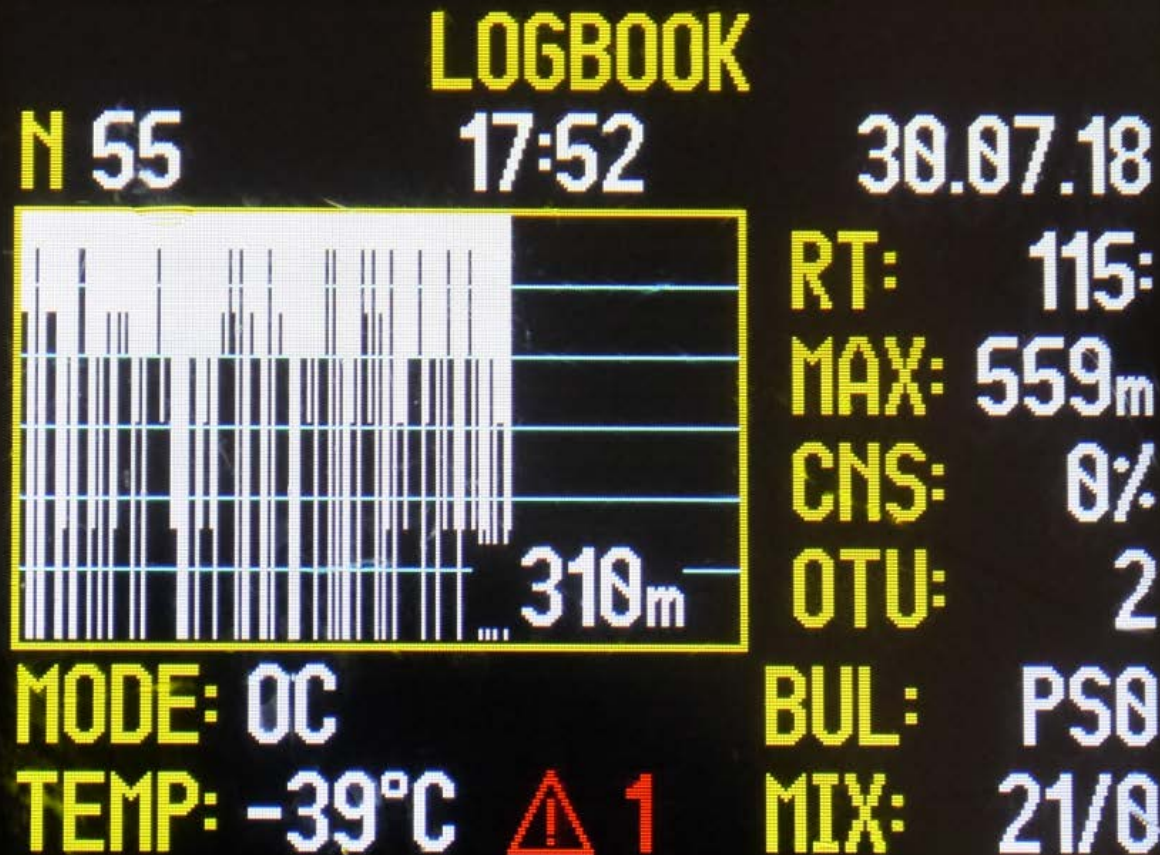 LOGBOOK
N 55 17:52 30.07.18
RT: 115:
MAX: 559m
CNS: 0%
OTU: 2
310m
MODE: OC BUL: PS0
TEMP: -39°C ⚠ 1 MIX: 21/0